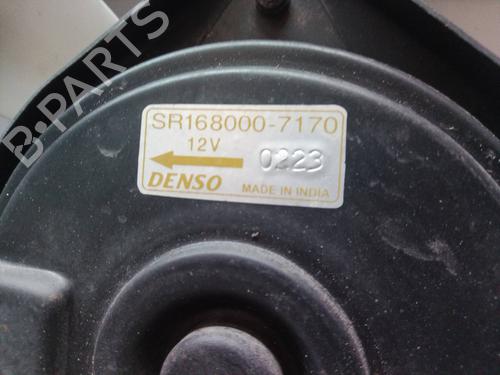 SR168000-7170
12V
0223
DENSO
MADE IN INDIA
B-Parts